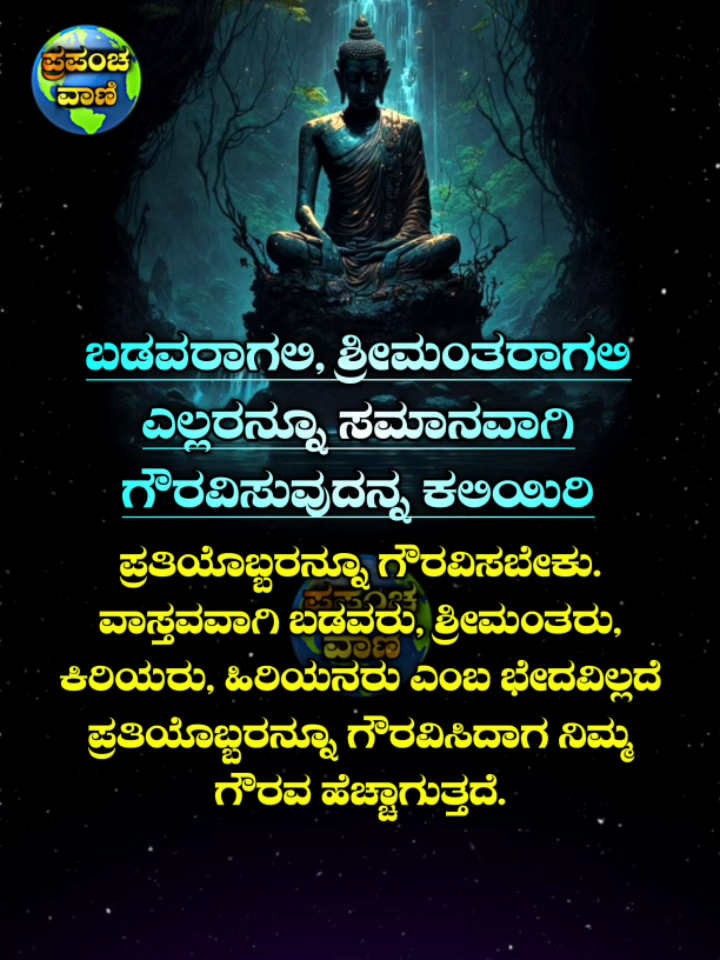 ಪ್ರಪಂಚ
ವಾಣಿ
ಬಡವರಾಗಲಿ, ಶ್ರೀಮಂತರಾಗಲಿ
ಎಲ್ಲರನ್ನೂ ಸಮಾನವಾಗಿ
ಗೌರವಿಸುವುದನ್ನ ಕಲಿಯಿರಿ
ಪ್ರತಿಯೊಬ್ಬರನ್ನೂ ಗೌರವಿಸಬೇಕು.
ಪ್ರಪಂಚ
ವಾಸ್ತವವಾಗಿ ಬಡವರು, ಶ್ರೀಮಂತರು,
ವಾಣಿ
ಕಿರಿಯರು, ಹಿರಿಯನರು ಎಂಬ ಭೇದವಿಲ್ಲದೆ
ಪ್ರತಿಯೊಬ್ಬರನ್ನೂ ಗೌರವಿಸಿದಾಗ ನಿಮ್ಮ
ಗೌರವ ಹೆಚ್ಚಾಗುತ್ತದೆ.